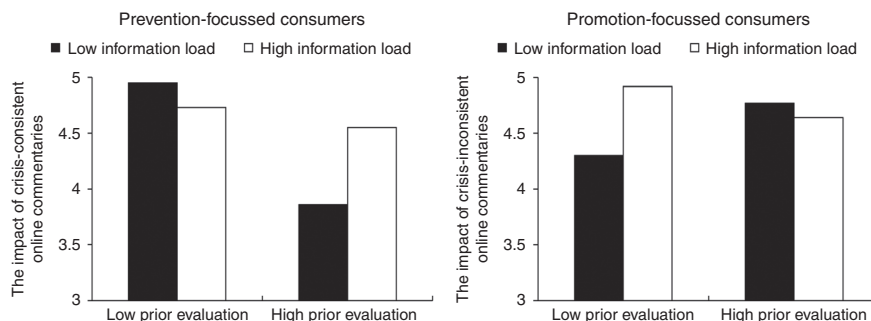 Prevention-focussed consumers
Low information load High information load
The impact of crisis-consistent
online commentaries
5
4.5
4
3.5
3
Low prior evaluation High prior evaluation
Promotion-focussed consumers
Low information load High information load
The impact of crisis-inconsistent
online commentaries
5
4.5
4
3.5
3
Low prior evaluation High prior evaluation